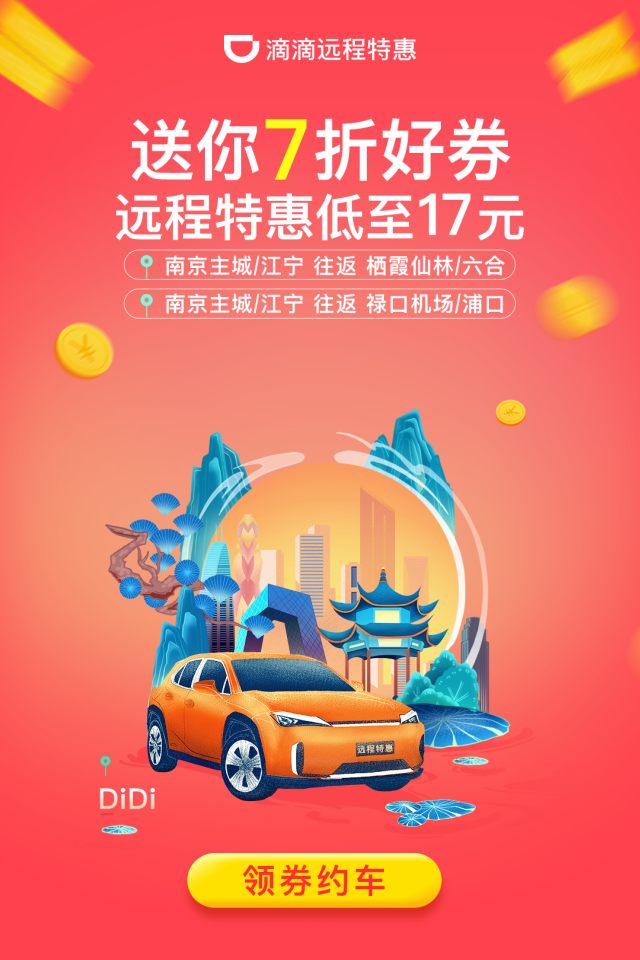 滴滴远程特惠
送你7折好券
远程特惠低至17元
南京主城/江宁 往返 栖霞仙林/六合
南京主城/江宁 往返 禄口机场/浦口
远程特惠
DiDi
领券约车